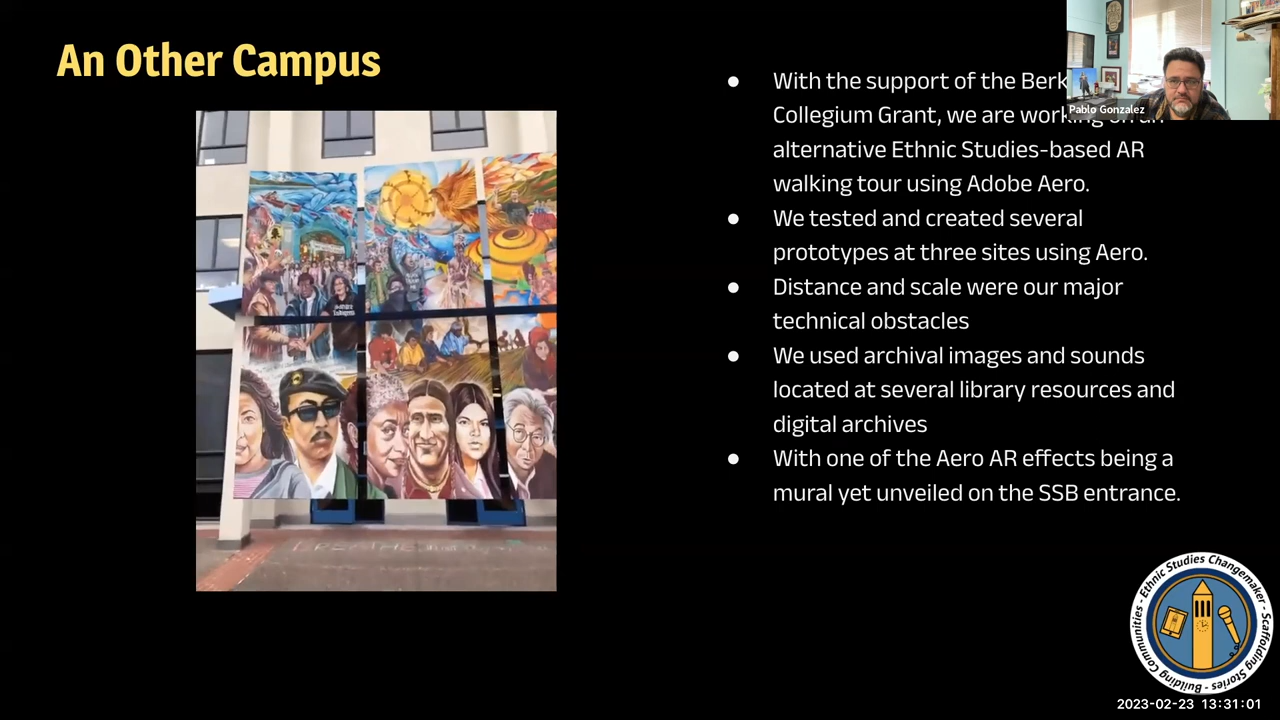 An Other Campus
● With the support of the Berk
Collegium Grant, we are working on an
alternative Ethnic Studies-based AR
walking tour using Adobe Aero.
● We tested and created several
prototypes at three sites using Aero.
● Distance and scale were our major
technical obstacles
● We used archival images and sounds
located at several library resources and
digital archives
● With one of the Aero AR effects being a
mural yet unveiled on the SSB entrance.
Pablo Gonzalez
Ethnic Studies Changemaker - Scaffolding Stories - Building Communities -
2023-02-23 13:31:01